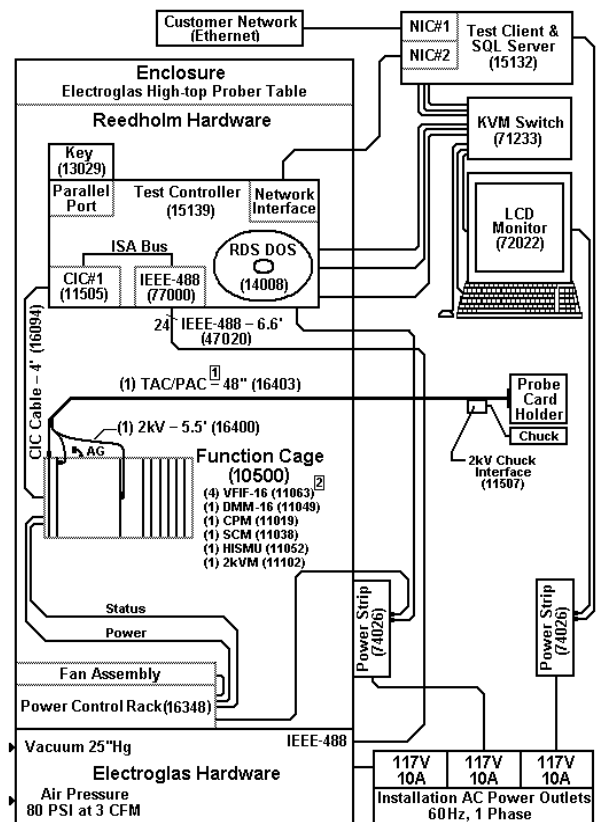 Customer Network
(Ethernet)
NIC#1
NIC#2
Test Client &
SQL Server
(15132)
Enclosure
Electroglas High-top Prober Table
Reedholm Hardware
KVM Switch
(71233)
Key
(13029)
Parallel
Port
Test Controller
(15139)
Network
Interface
LCD
Monitor
(72022)
ISA Bus
RDS DOS
(14008)
CIC#1
(11505)
IEEE-488
(77000)
24
IEEE-488 – 6.6'
(47020)
CIC Cable – 4' (16094)
1
(1) TAC/PAC – 48" (16403)
Probe
Card
Holder
(1) 2kV – 5.5' (16400)
Chuck
AG
2kV Chuck
Interface
(11507)
Function Cage
(10500)
2
(4) VFIF-16 (11063)
(1) DMM-16 (11049)
(1) CPM (11019)
(1) SCM (11038)
(1) HISMU (11052)
(1) 2kVM (11102)
Status
Power
Power Strip
(74026)
Power Strip
(74026)
Fan Assembly
Power Control Rack(16348)
IEEE-488
Vacuum 25"Hg
Electroglas Hardware
Air Pressure
80 PSI at 3 CFM
117V
10A
117V
10A
117V
10A
Installation AC Power Outlets
60Hz, 1 Phase